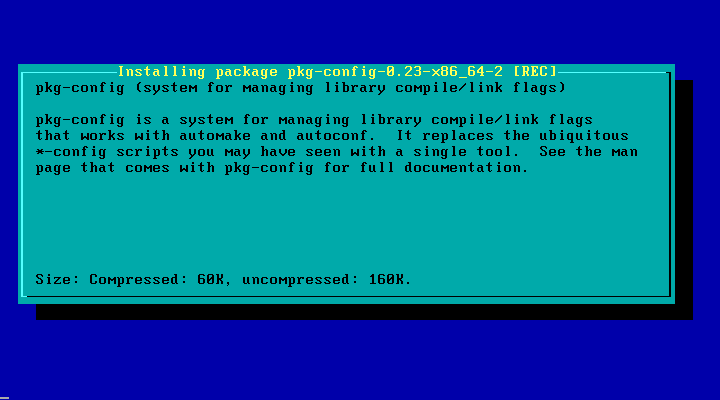 Installing package pkg-config-0.23-x86_64-2 [REC]
pkg-config (system for managing library compile/link flags)
pkg-config is a system for managing library compile/link flags
that works with automake and autoconf.  It replaces the ubiquitous
*-config scripts you may have seen with a single tool.  See the man
page that comes with pkg-config for full documentation.
Size: Compressed: 60K, uncompressed: 160K.